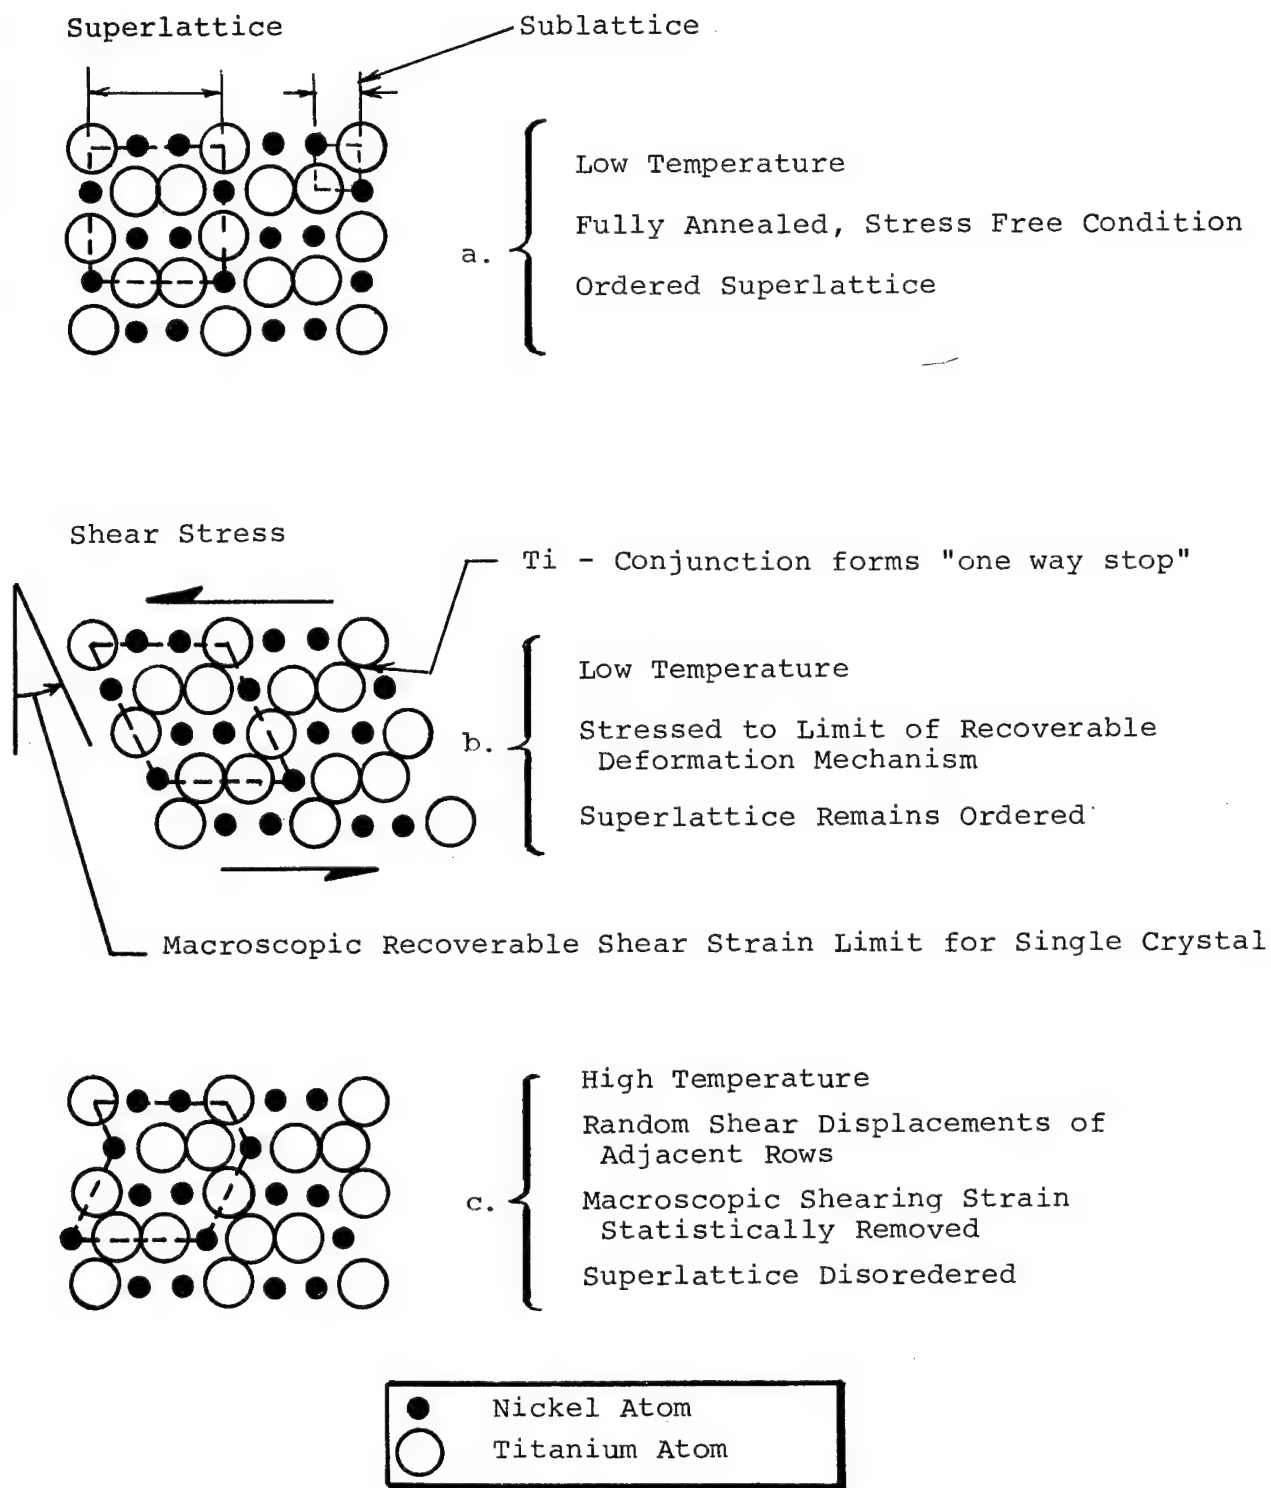 Superlattice
Sublattice
a.
Low Temperature
Fully Annealed, Stress Free Condition
Ordered Superlattice
Shear Stress
Ti - Conjunction forms "one way stop"
b.
Low Temperature
Stressed to Limit of Recoverable
Deformation Mechanism
Superlattice Remains Ordered
Macroscopic Recoverable Shear Strain Limit for Single Crystal
c.
High Temperature
Random Shear Displacements of
Adjacent Rows
Macroscopic Shearing Strain
Statistically Removed
Superlattice Disoredered
Nickel Atom
Titanium Atom